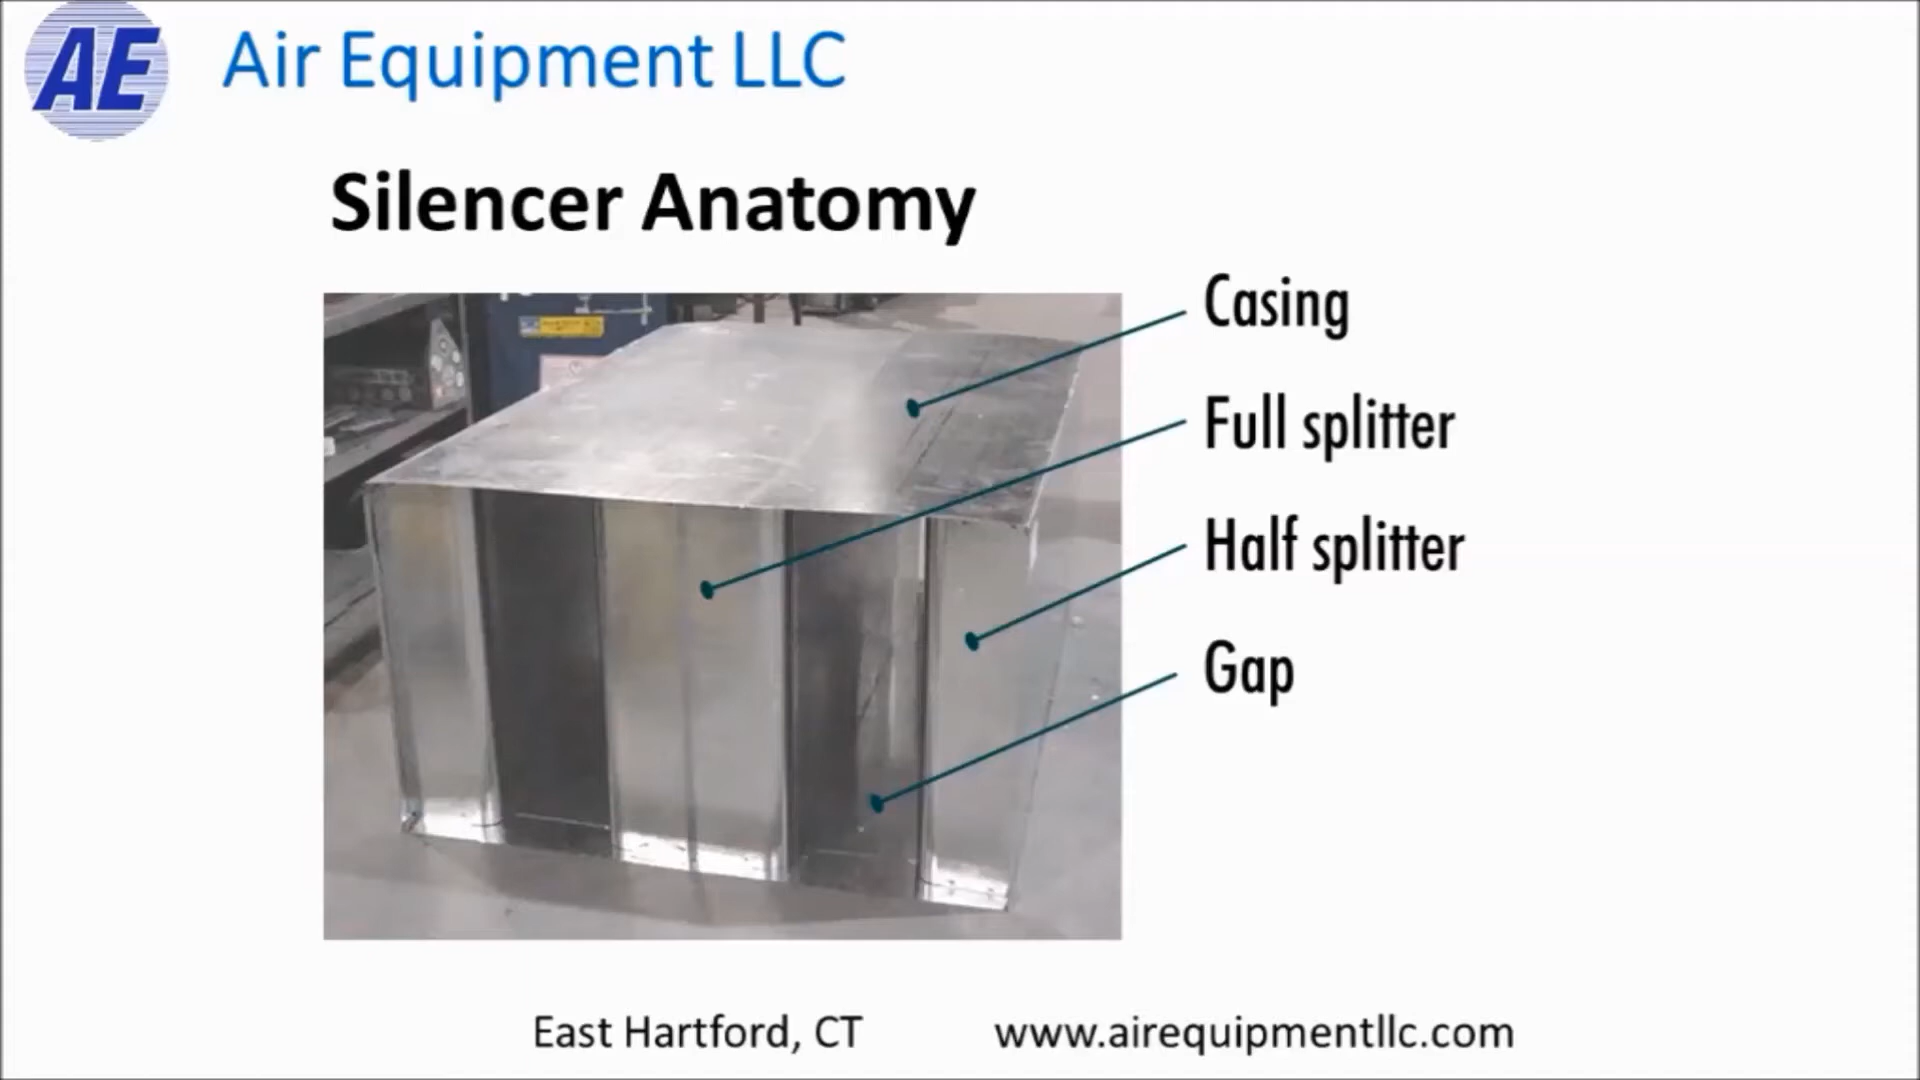 AE
Air Equipment LLC
Silencer Anatomy
Casing
Full splitter
Half splitter
Gap
East Hartford, CT
www.airequipmentllc.com